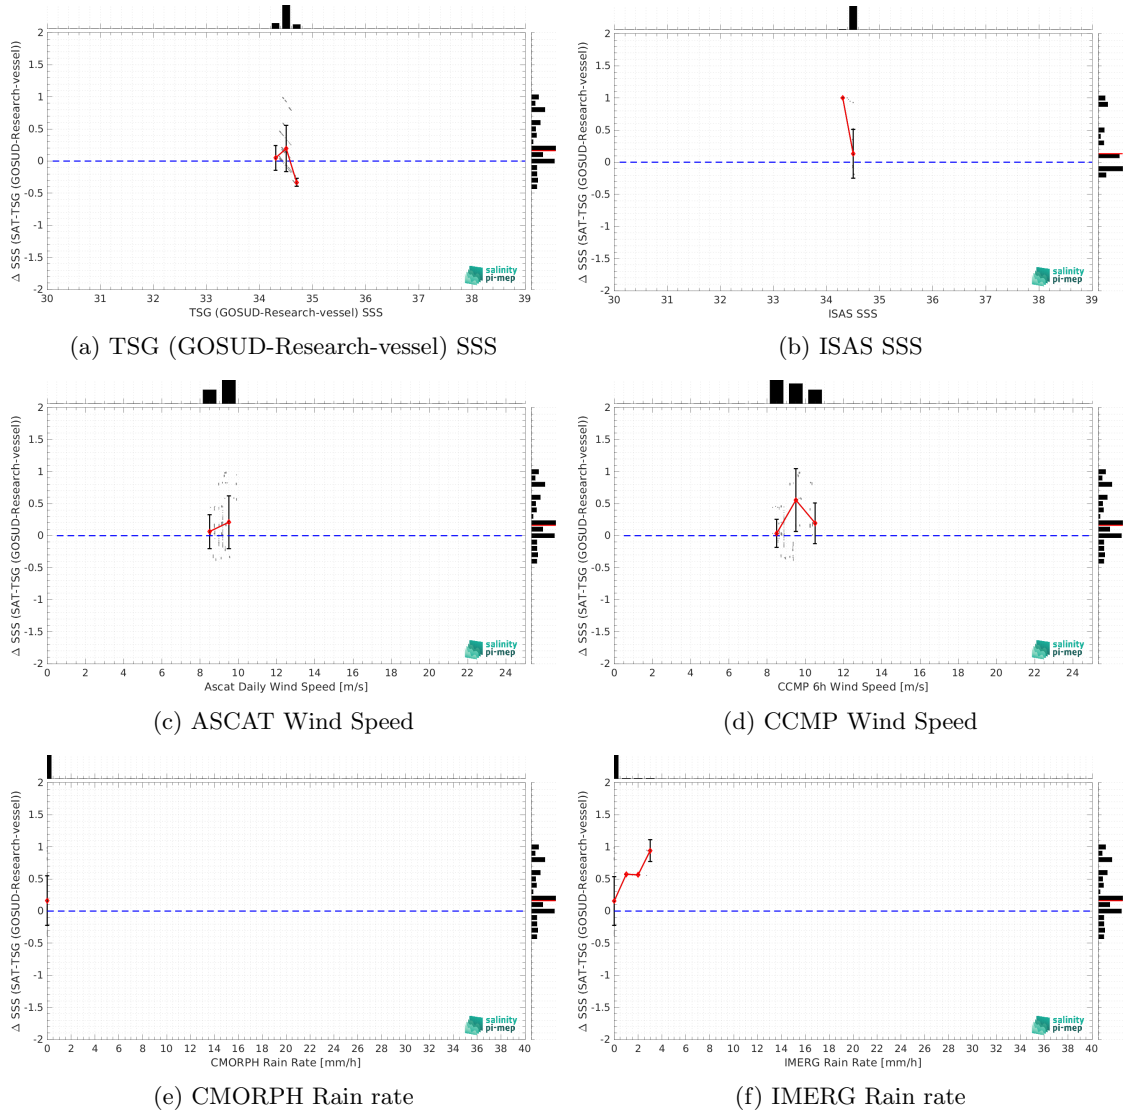 Δ SSS (SAT-TSG (GOSUD-Research-vessel))
2
1.5
1
0.5
0
-0.5
-1
-1.5
-2
30 31 32 33 34 35 36 37 38 39
TSG (GOSUD-Research-vessel) SSS
salinity
pi-mep
(a) TSG (GOSUD-Research-vessel) SSS
Δ SSS (SAT-TSG (GOSUD-Research-vessel))
2
1.5
1
0.5
0
-0.5
-1
-1.5
-2
30 31 32 33 34 35 36 37 38 39
ISAS SSS
salinity
pi-mep
(b) ISAS SSS
Δ SSS (SAT-TSG (GOSUD-Research-vessel))
2
1.5
1
0.5
0
-0.5
-1
-1.5
-2
0 2 4 6 8 10 12 14 16 18 20 22 24
Ascat Daily Wind Speed [m/s]
salinity
pi-mep
(c) ASCAT Wind Speed
Δ SSS (SAT-TSG (GOSUD-Research-vessel))
2
1.5
1
0.5
0
-0.5
-1
-1.5
-2
0 2 4 6 8 10 12 14 16 18 20 22 24
CCMP 6h Wind Speed [m/s]
salinity
pi-mep
(d) CCMP Wind Speed
Δ SSS (SAT-TSG (GOSUD-Research-vessel))
2
1.5
1
0.5
0
-0.5
-1
-1.5
-2
0 2 4 6 8 10 12 14 16 18 20 22 24 26 28 30 32 34 36 38 40
CMORPH Rain Rate [mm/h]
salinity
pi-mep
(e) CMORPH Rain rate
Δ SSS (SAT-TSG (GOSUD-Research-vessel))
2
1.5
1
0.5
0
-0.5
-1
-1.5
-2
0 2 4 6 8 10 12 14 16 18 20 22 24 26 28 30 32 34 36 38 40
IMERG Rain Rate [mm/h]
salinity
pi-mep
(f) IMERG Rain rate